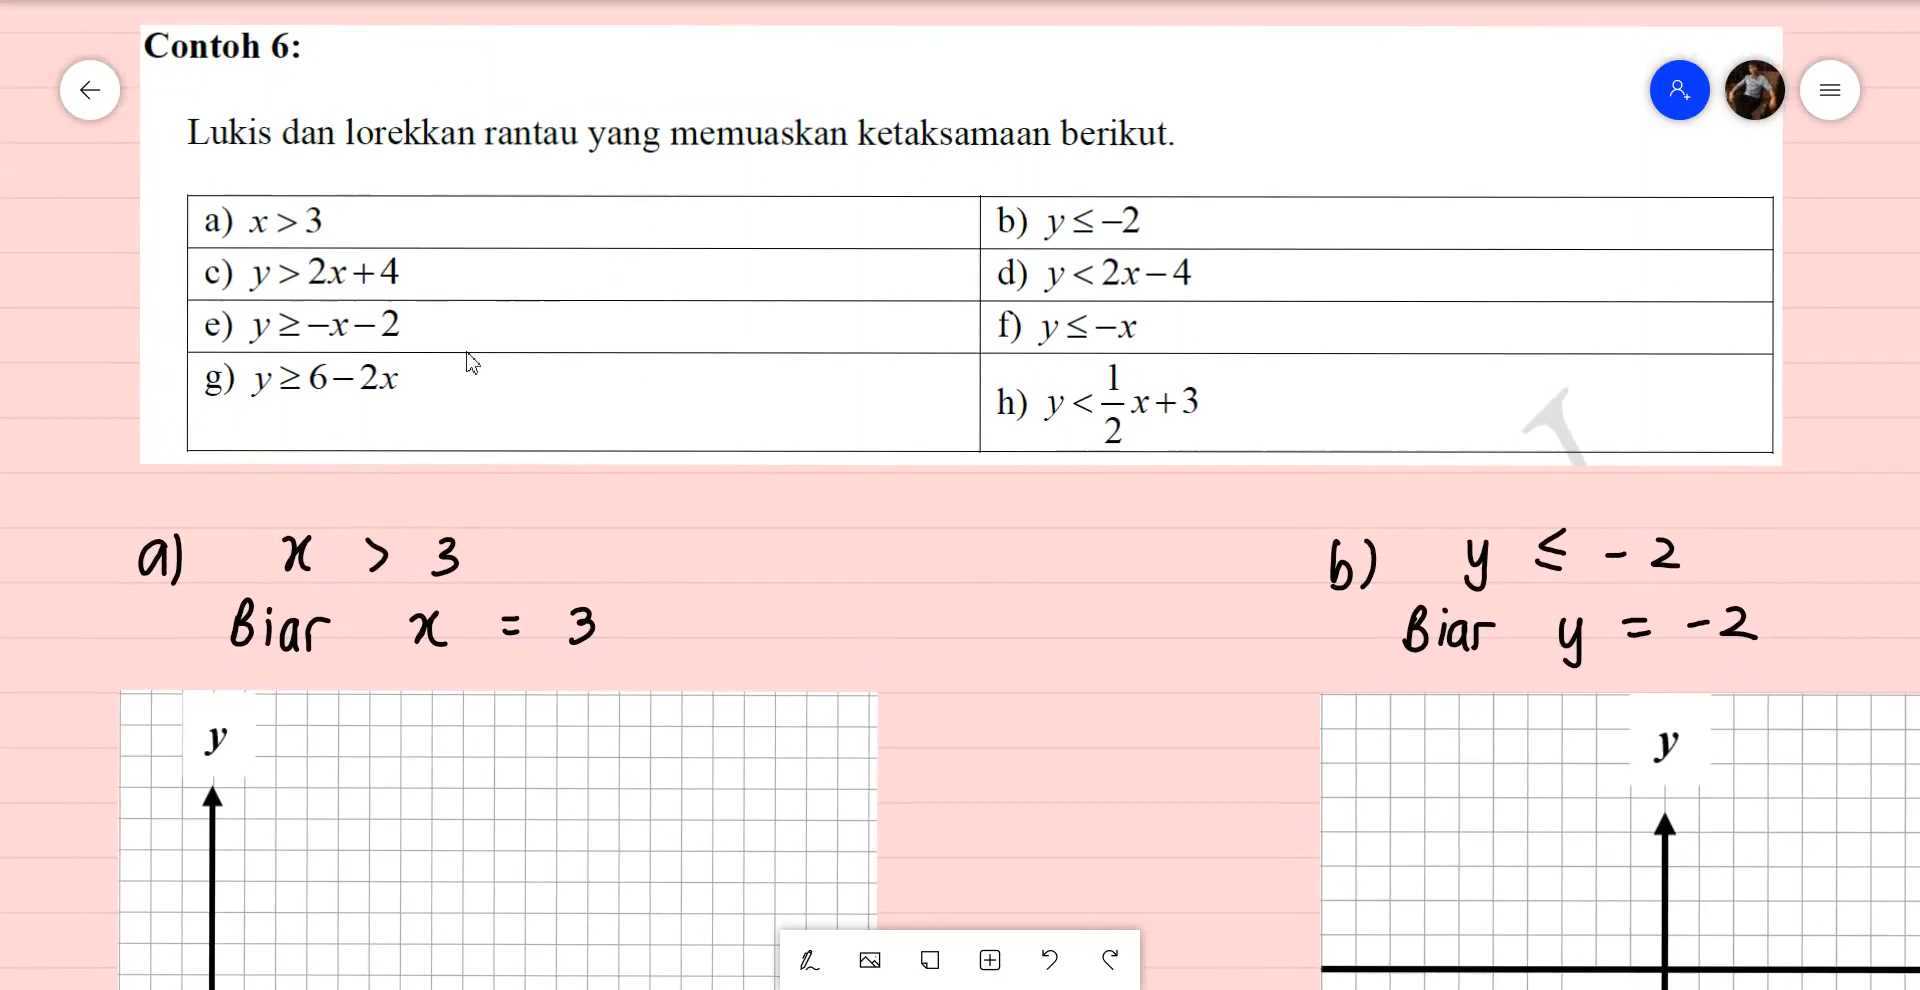 Contoh 6:
Lukis dan lorekkan rantau yang memuaskan ketaksamaan berikut.
a) x > 3
b) y ≤ −2
c) y > 2x + 4
d) y < 2x − 4
e) y ≥ −x − 2
f) y ≤ −x
g) y ≥ 6 − 2x
h) y < 1/2 x + 3
a) x > 3
Biar x = 3
b) y ≤ -2
Biar y = -2
y
y